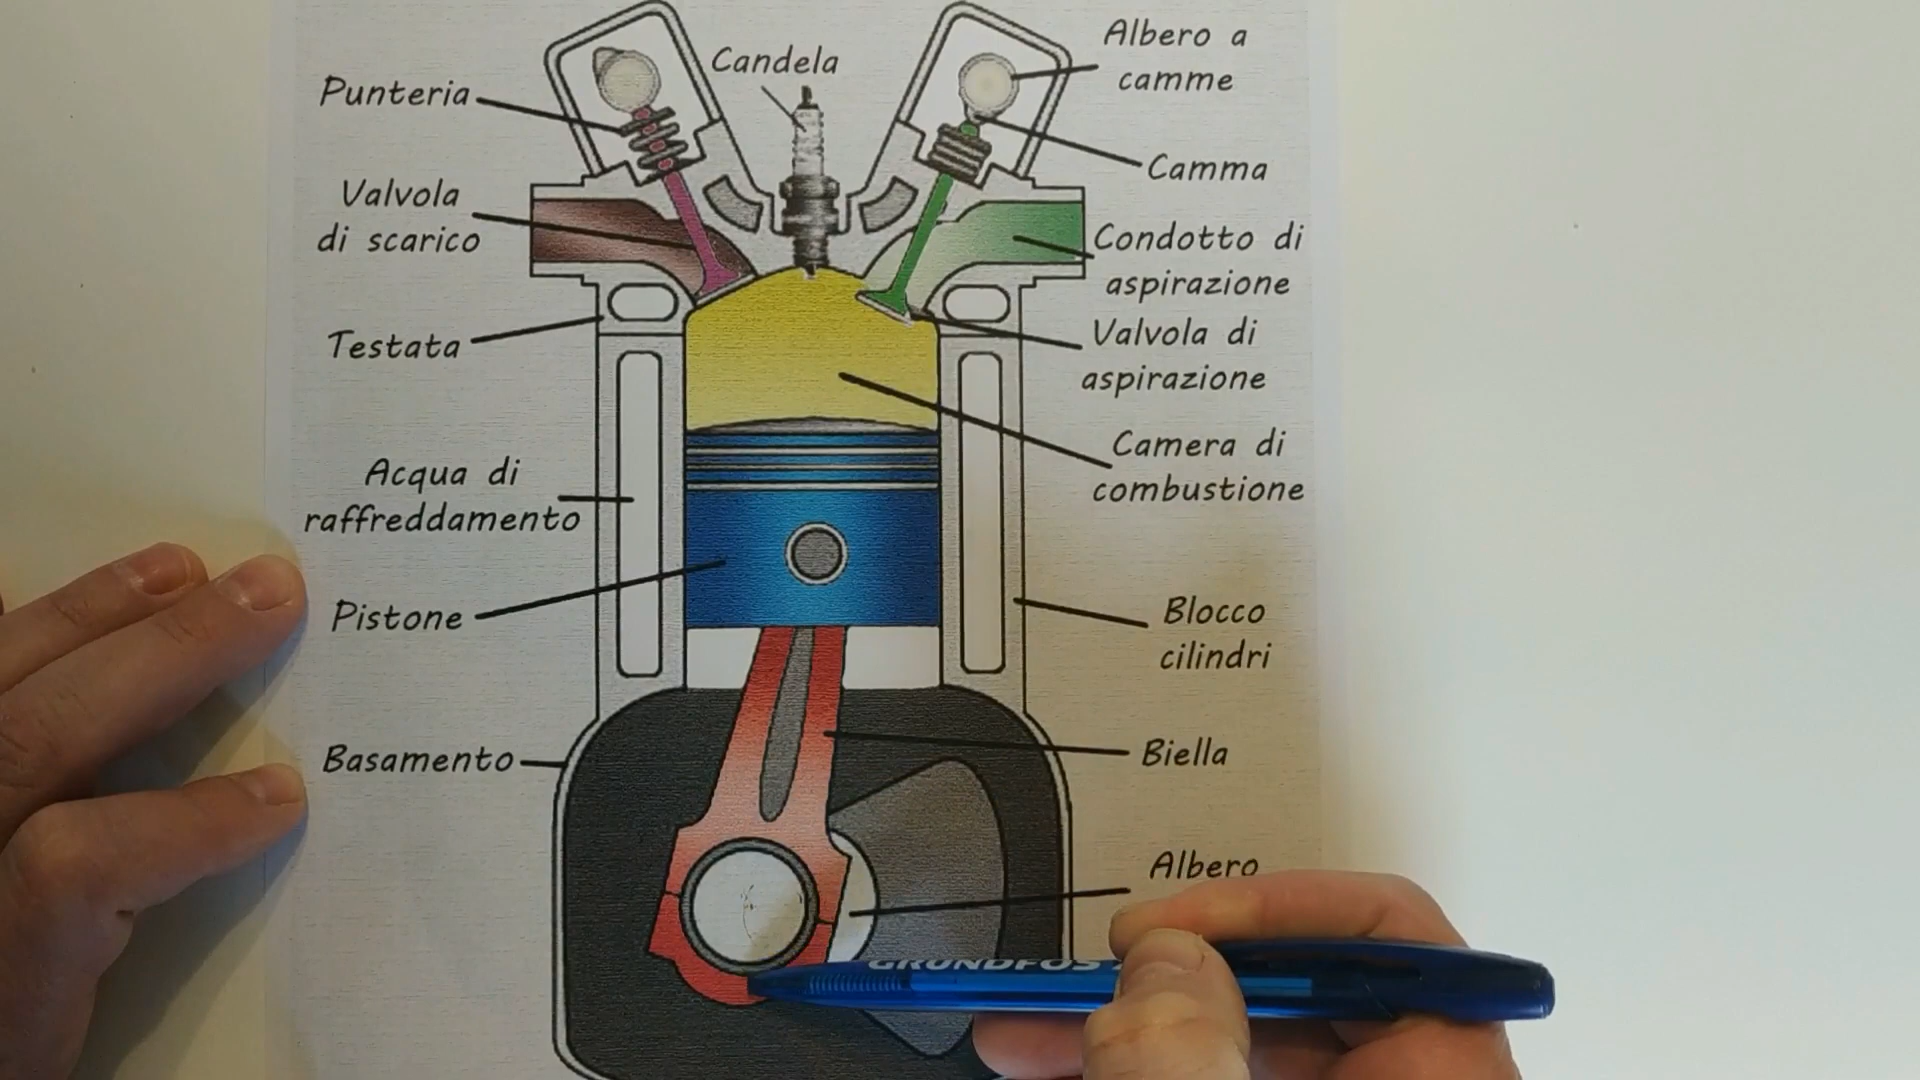 Albero a
camme
Candela
Punteria
Camma
Valvola
di scarico
Condotto di
aspirazione
Testata
Valvola di
aspirazione
Camera di
combustione
Acqua di
raffreddamento
Pistone
Blocco
cilindri
Basamento
Biella
Albero
GRUNDFOS